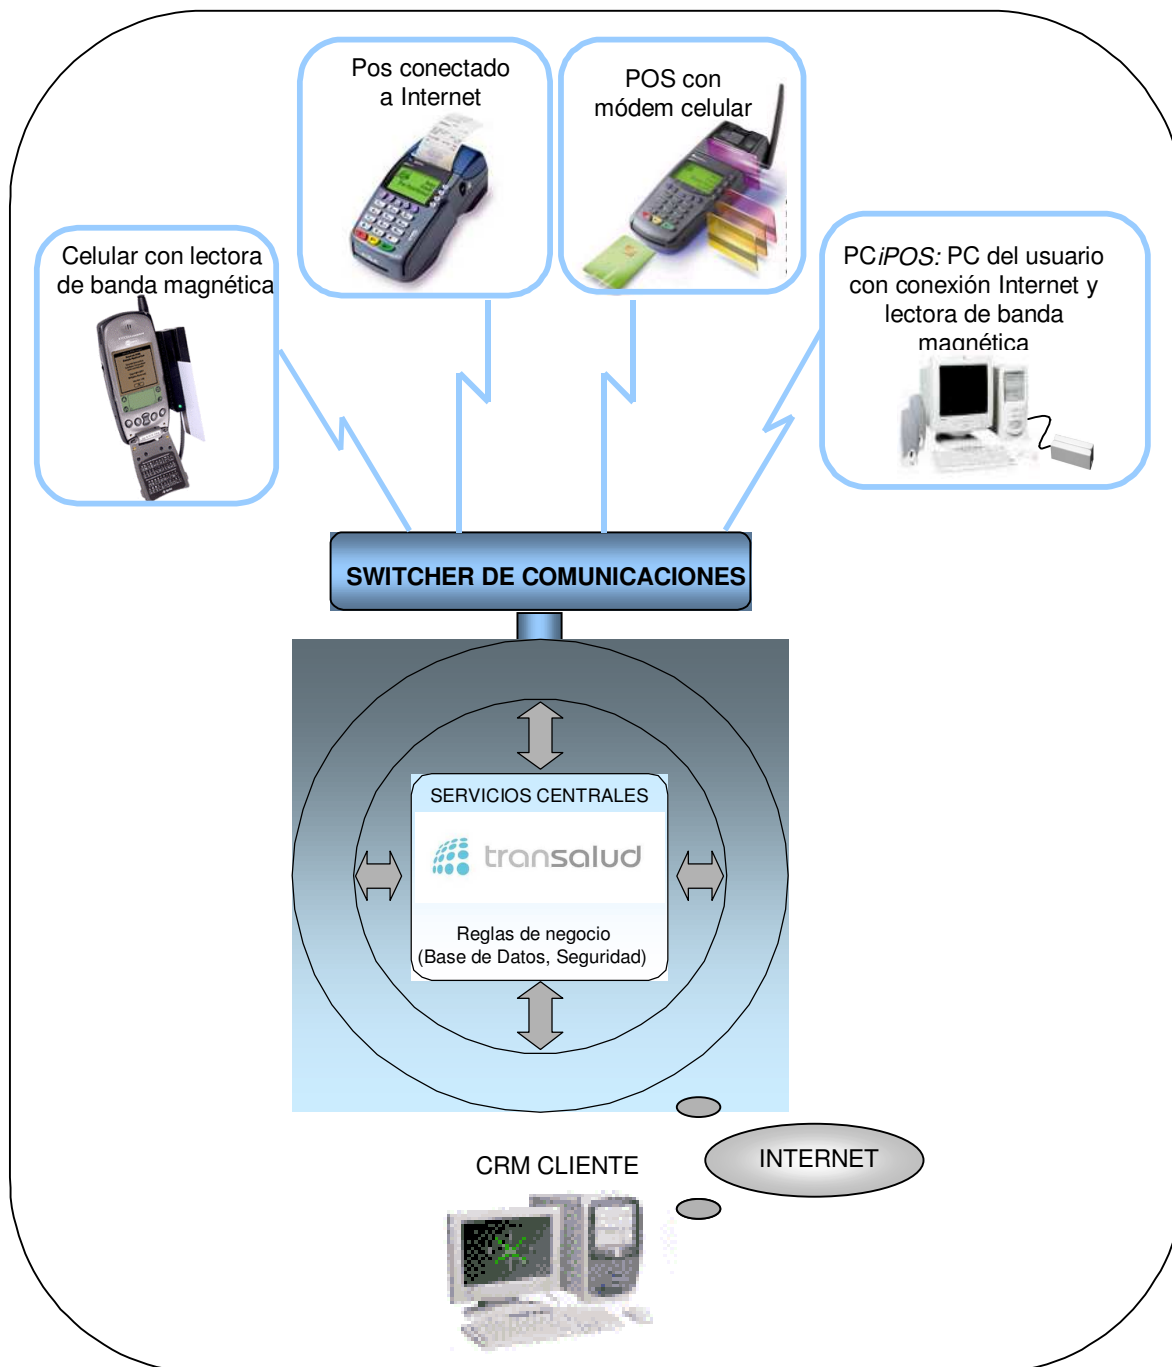 Pos conectado
a Internet
POS con
módem celular
Celular con lectora
de banda magnética
PCiPOS: PC del usuario
con conexión Internet y
lectora de banda
magnética
SWITCHER DE COMUNICACIONES
SERVICIOS CENTRALES
transalud
Reglas de negocio
(Base de Datos, Seguridad)
INTERNET
CRM CLIENTE